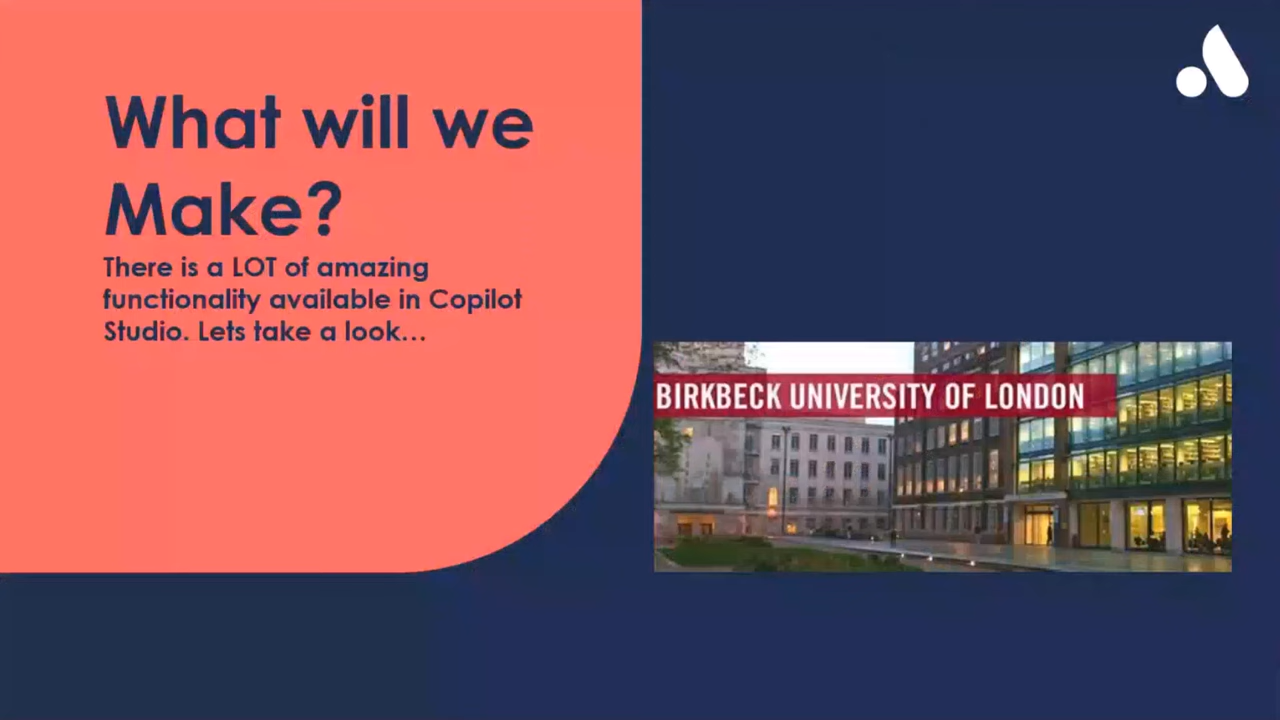 What will we
Make?
There is a LOT of amazing
functionality available in Copilot
Studio. Lets take a look...
BIRKBECK UNIVERSITY OF LONDON